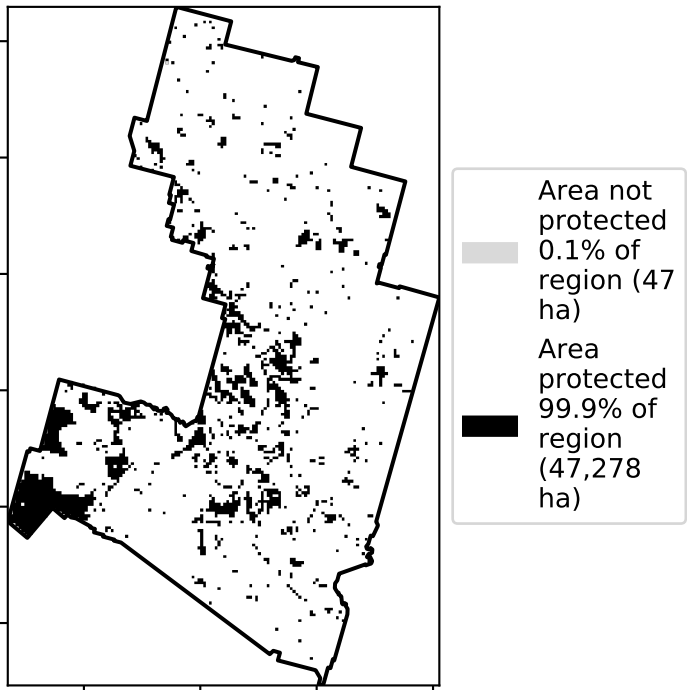 Area not
protected
0.1% of
region (47
ha)
Area
protected
99.9% of
region
(47,278
ha)